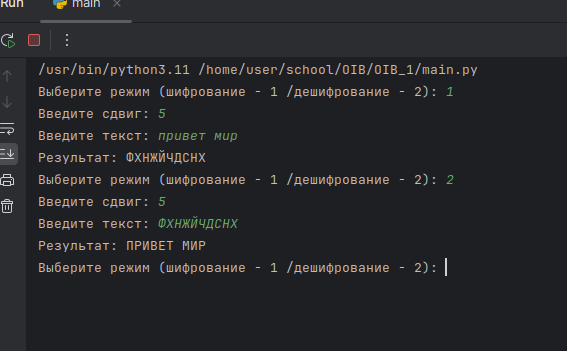 Run main
/usr/bin/python3.11 /home/user/school/OIB/OIB_1/main.py
Выберите режим (шифрование - 1 /дешифрование - 2): 1
Введите сдвиг: 5
Введите текст: привет мир
Результат: ФХНЖЙЧДСНХ
Выберите режим (шифрование - 1 /дешифрование - 2): 2
Введите сдвиг: 5
Введите текст: ФХНЖЙЧДСНХ
Результат: ПРИВЕТ МИР
Выберите режим (шифрование - 1 /дешифрование - 2):